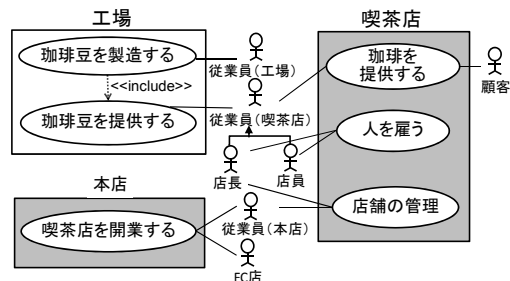 工場
喫茶店
珈琲豆を製造する
<<include>>
珈琲豆を提供する
従業員(工場)
従業員(喫茶店)
珈琲を
提供する
顧客
人を雇う
店長
店員
本店
喫茶店を開業する
従業員(本店)
FC店
店舗の管理